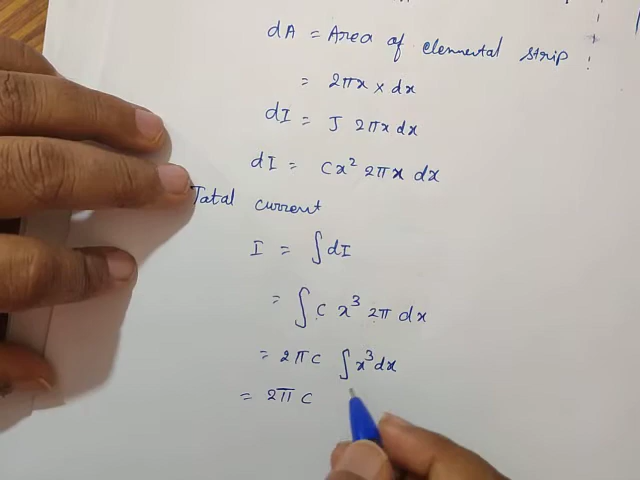 dA = Area of elemental strip :
= 2πx × dx
dI = J 2πx dx
dI = Cx² 2πx dx
Tatal current
I = ∫dI
= ∫ C x³ 2π dx
= 2πC ∫x³dx
= 2π C